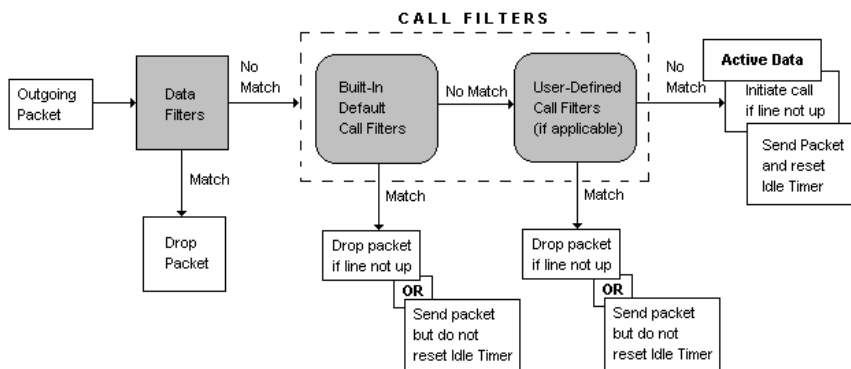 CALL FILTERS
Outgoing
Packet
Data
Filters
No
Match
Built-In
Default
Call Filters
No Match
User-Defined
Call Filters
(if applicable)
No
Match
Active Data
Initiate call
if line not up
Send Packet
and reset
Idle Timer
Match
Drop
Packet
Match
Drop packet
if line not up
OR
Send packet
but do not
reset Idle Timer
Match
Drop packet
if line not up
OR
Send packet
but do not
reset Idle Timer